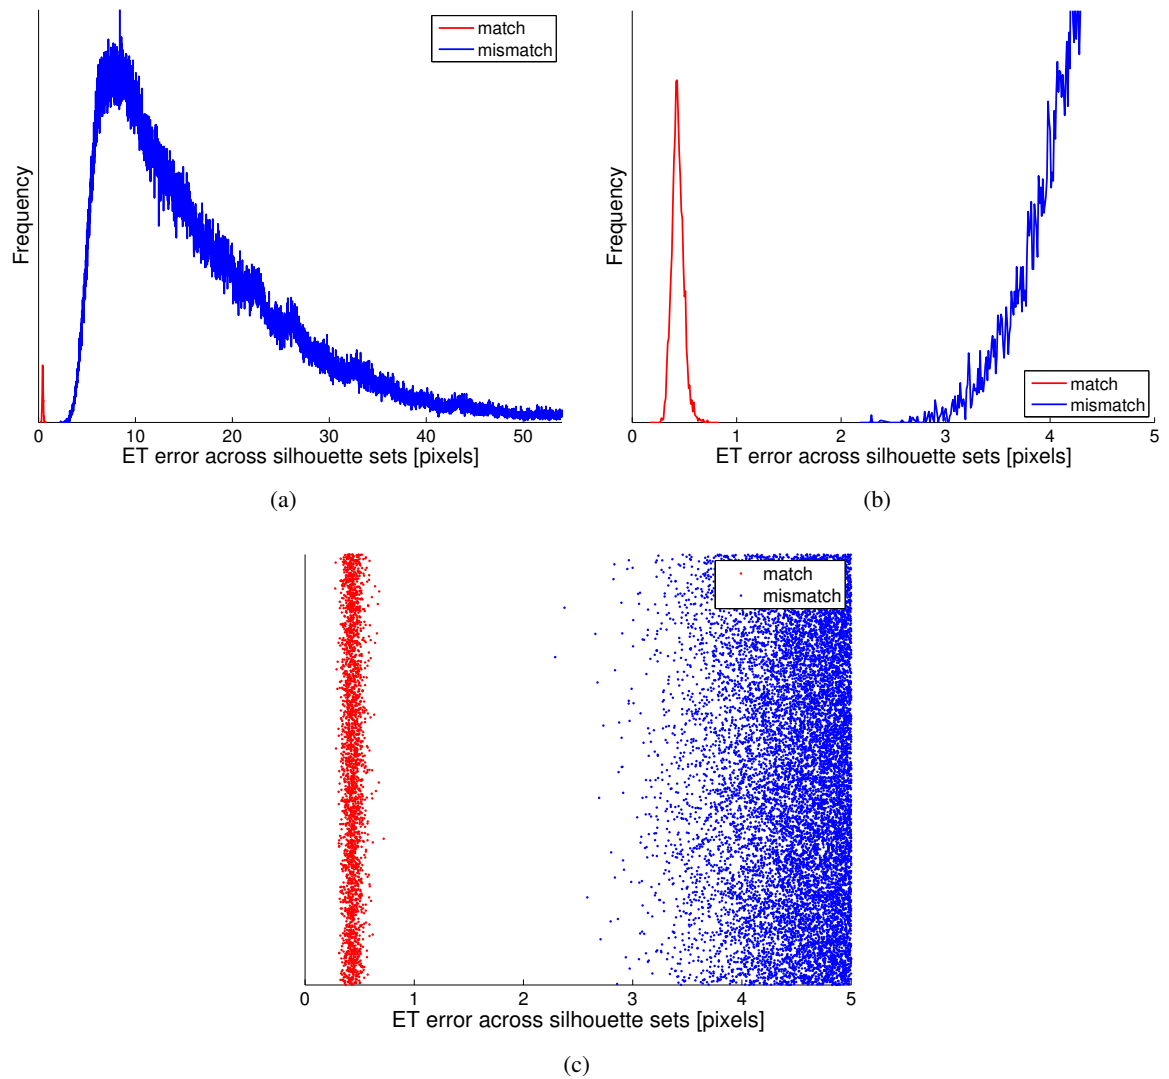 match
mismatch
Frequency
0
10
20
30
40
50
ET error across silhouette sets [pixels]
(a)
Frequency
match
mismatch
0
1
2
3
4
5
ET error across silhouette sets [pixels]
(b)
match
mismatch
0
1
2
3
4
5
ET error across silhouette sets [pixels]
(c)